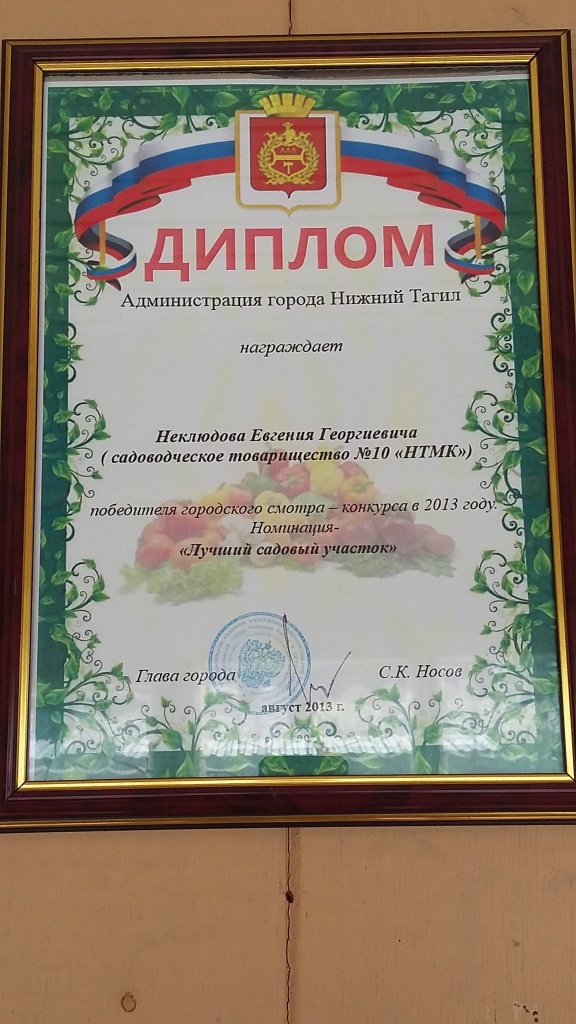 ДИПЛОМ
Администрация города Нижний Тагил
награждает
Неклюдова Евгения Георгиевича
( садоводческое товарищество №10 «НТМК»)
победителя городского смотра – конкурса в 2013 году.
Номинация-
«Лучший садовый участок»
Глава города
С.К. Носов
август 2013 г.